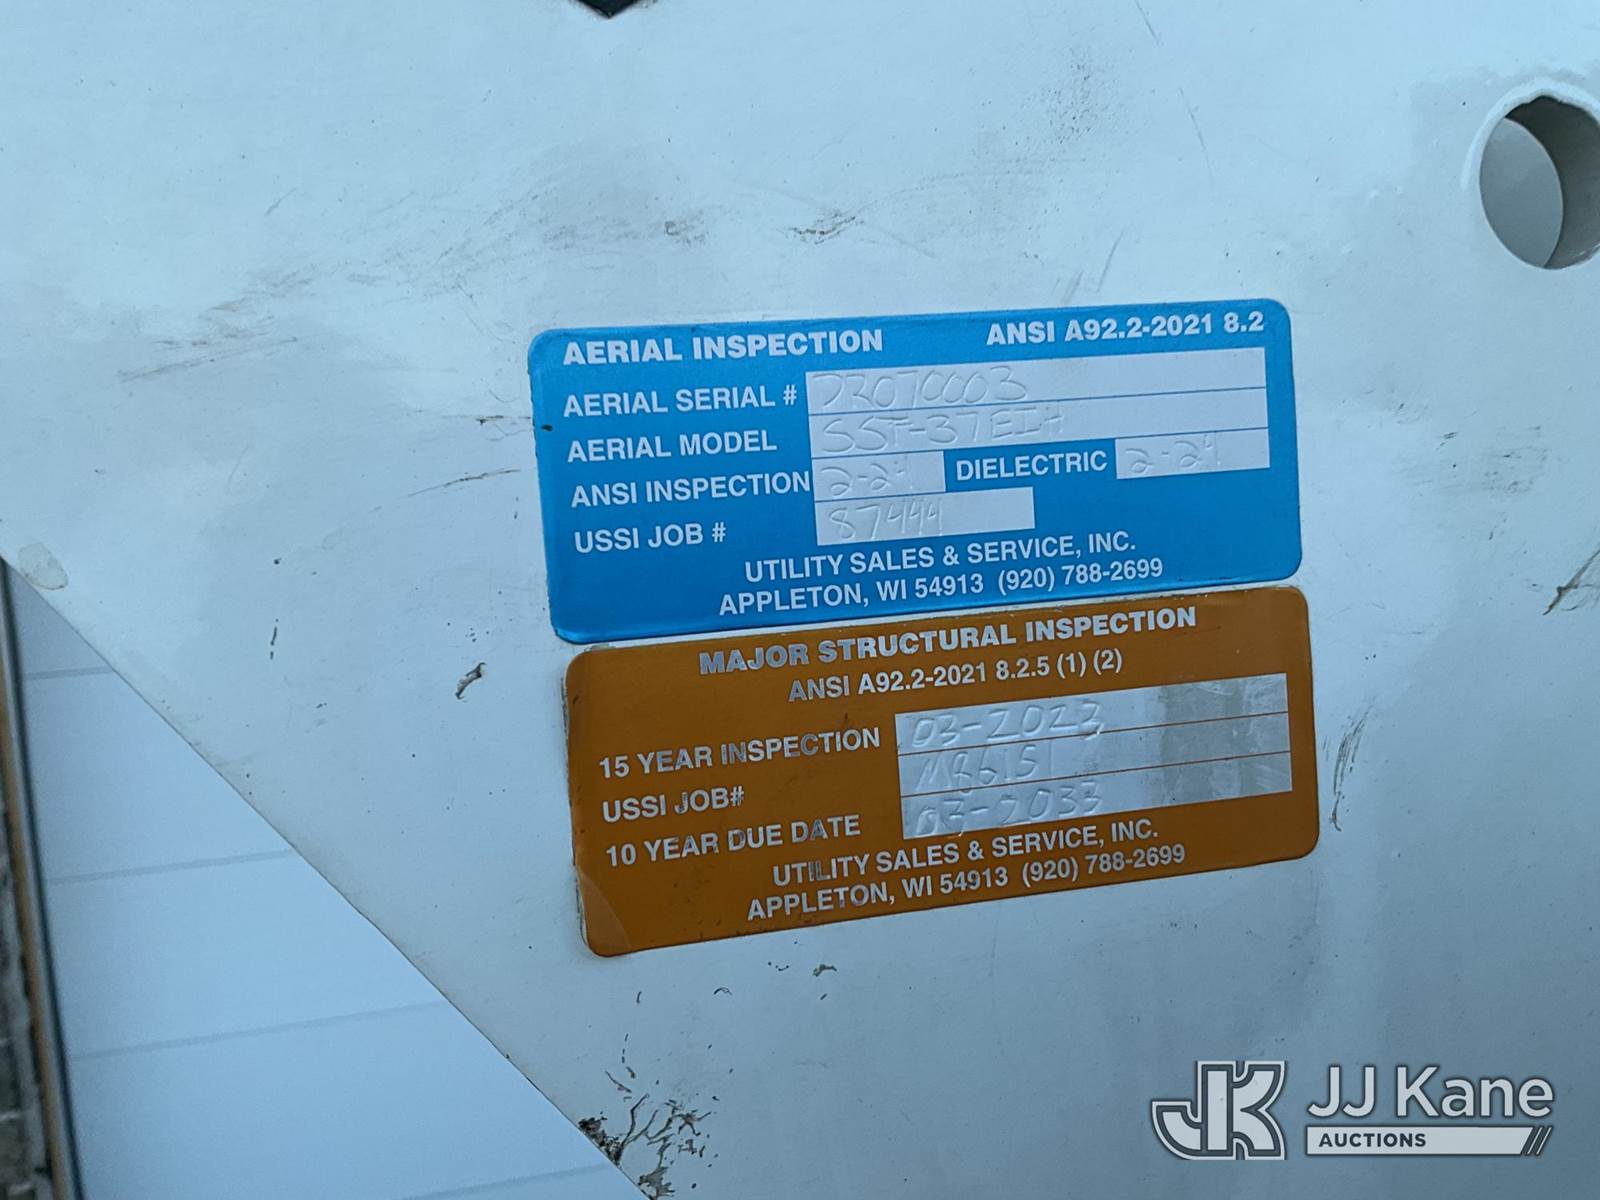 AERIAL INSPECTION ANSI A92.2-2021 8.2
AERIAL SERIAL #
AERIAL MODEL SST-37EIH
ANSI INSPECTION 2-24 DIELECTRIC 2-24
USSI JOB # 87444
UTILITY SALES & SERVICE, INC.
APPLETON, WI 54913 (920) 788-2699
MAJOR STRUCTURAL INSPECTION
ANSI A92.2-2021 8.2.5 (1) (2)
15 YEAR INSPECTION 03-2023
USSI JOB# M86151
10 YEAR DUE DATE 03-2033
UTILITY SALES & SERVICE, INC.
APPLETON, WI 54913 (920) 788-2699
JK JJ Kane
AUCTIONS